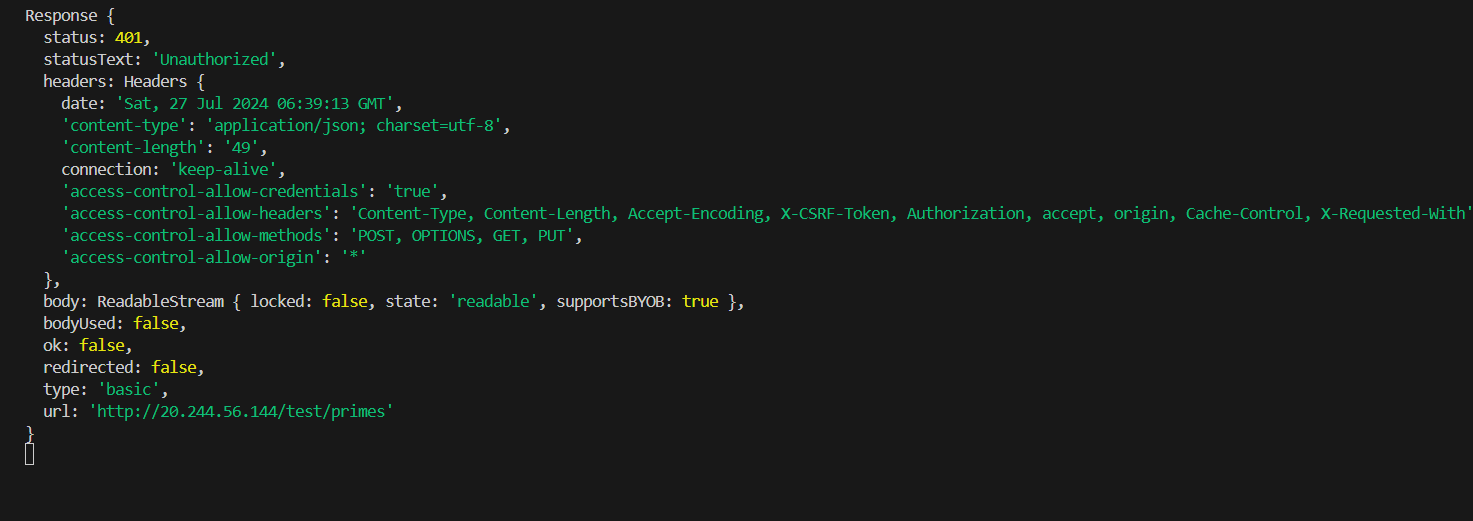 Response {
status: 401,
statusText: 'Unauthorized',
headers: Headers {
date: 'Sat, 27 Jul 2024 06:39:13 GMT',
'content-type': 'application/json; charset=utf-8',
'content-length': '49',
connection: 'keep-alive',
'access-control-allow-credentials': 'true',
'access-control-allow-headers': 'Content-Type, Content-Length, Accept-Encoding, X-CSRF-Token, Authorization, accept, origin, Cache-Control, X-Requested-With'
'access-control-allow-methods': 'POST, OPTIONS, GET, PUT',
'access-control-allow-origin': '*'
},
body: ReadableStream { locked: false, state: 'readable', supportsBYOB: true },
bodyUsed: false,
ok: false,
redirected: false,
type: 'basic',
url: 'http://20.244.56.144/test/primes'
}